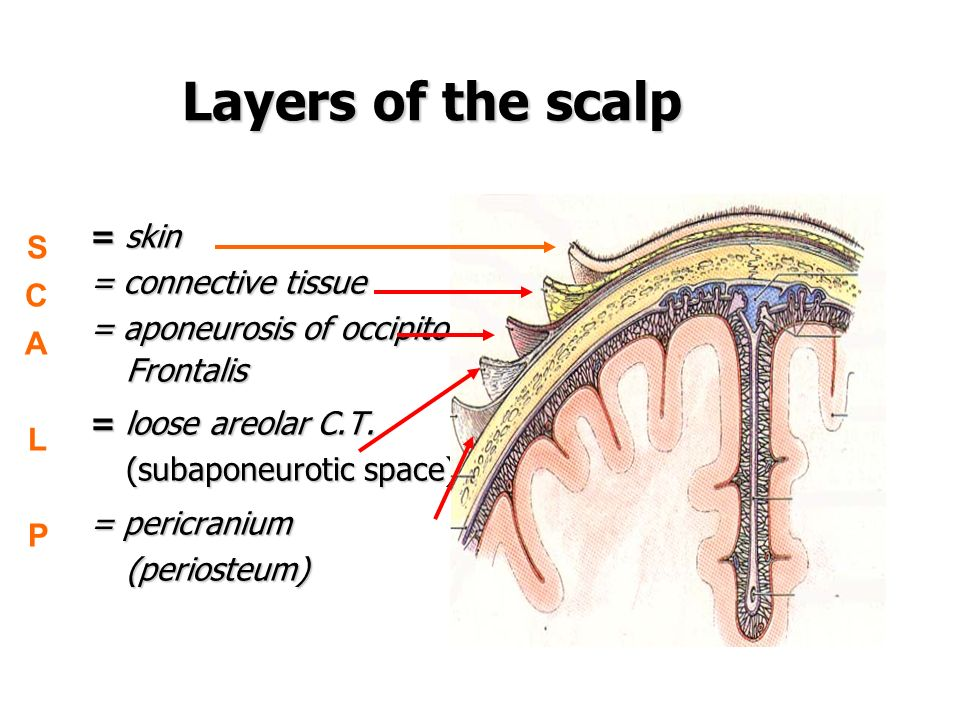 Layers of the scalp
S = skin
C = connective tissue
A = aponeurosis of occipito
Frontalis
L = loose areolar C.T.
(subaponeurotic space)
P = pericranium
(periosteum)